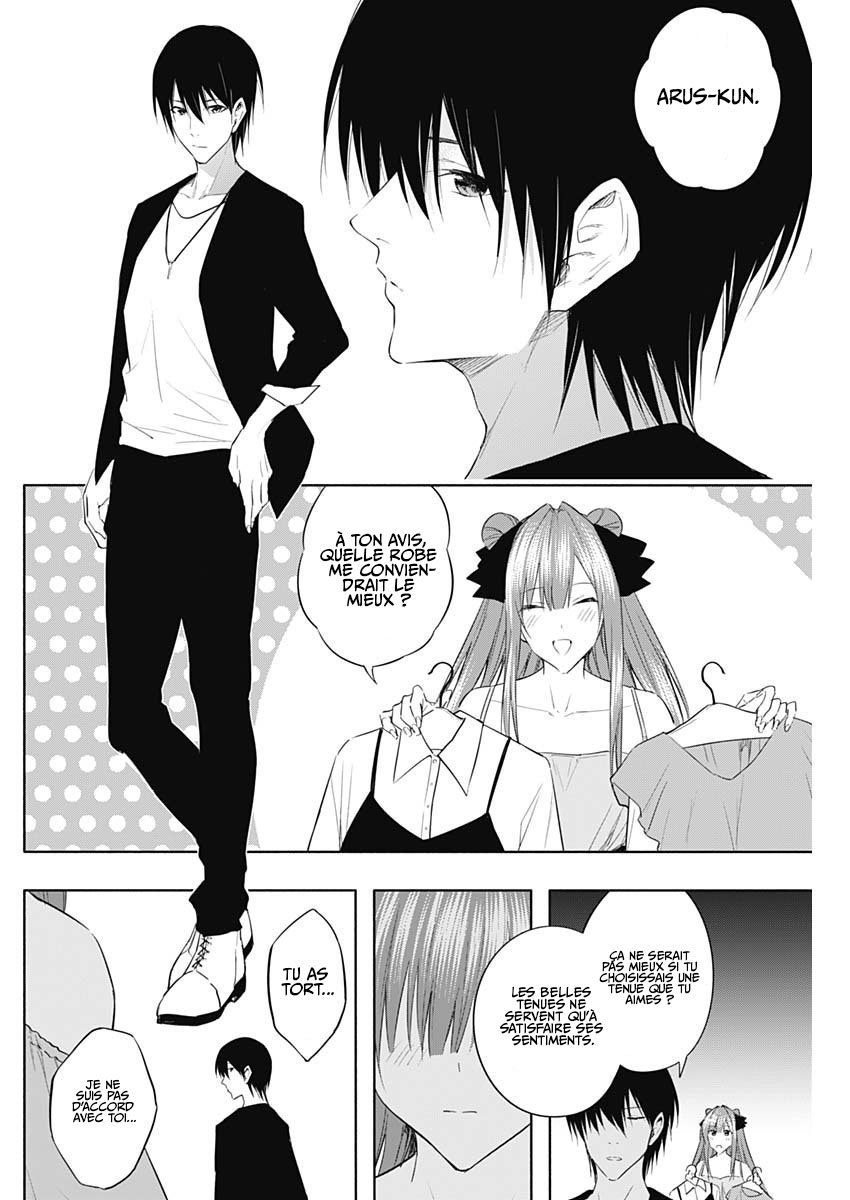 ARUS-KUN.
À TON AVIS,
QUELLE ROBE
ME CONVIEN-
DRAIT LE
MIEUX ?
ÇA NE SERAIT
PAS MIEUX SI TU
CHOISISSAIS UNE
TENUE QUE TU
AIMES ?
LES BELLES
TENUES NE
SERVENT QU'À
SATISFAIRE SES
SENTIMENTS.
TU AS
TORT...
JE NE
SUIS PAS
D'ACCORD
AVEC TOI...